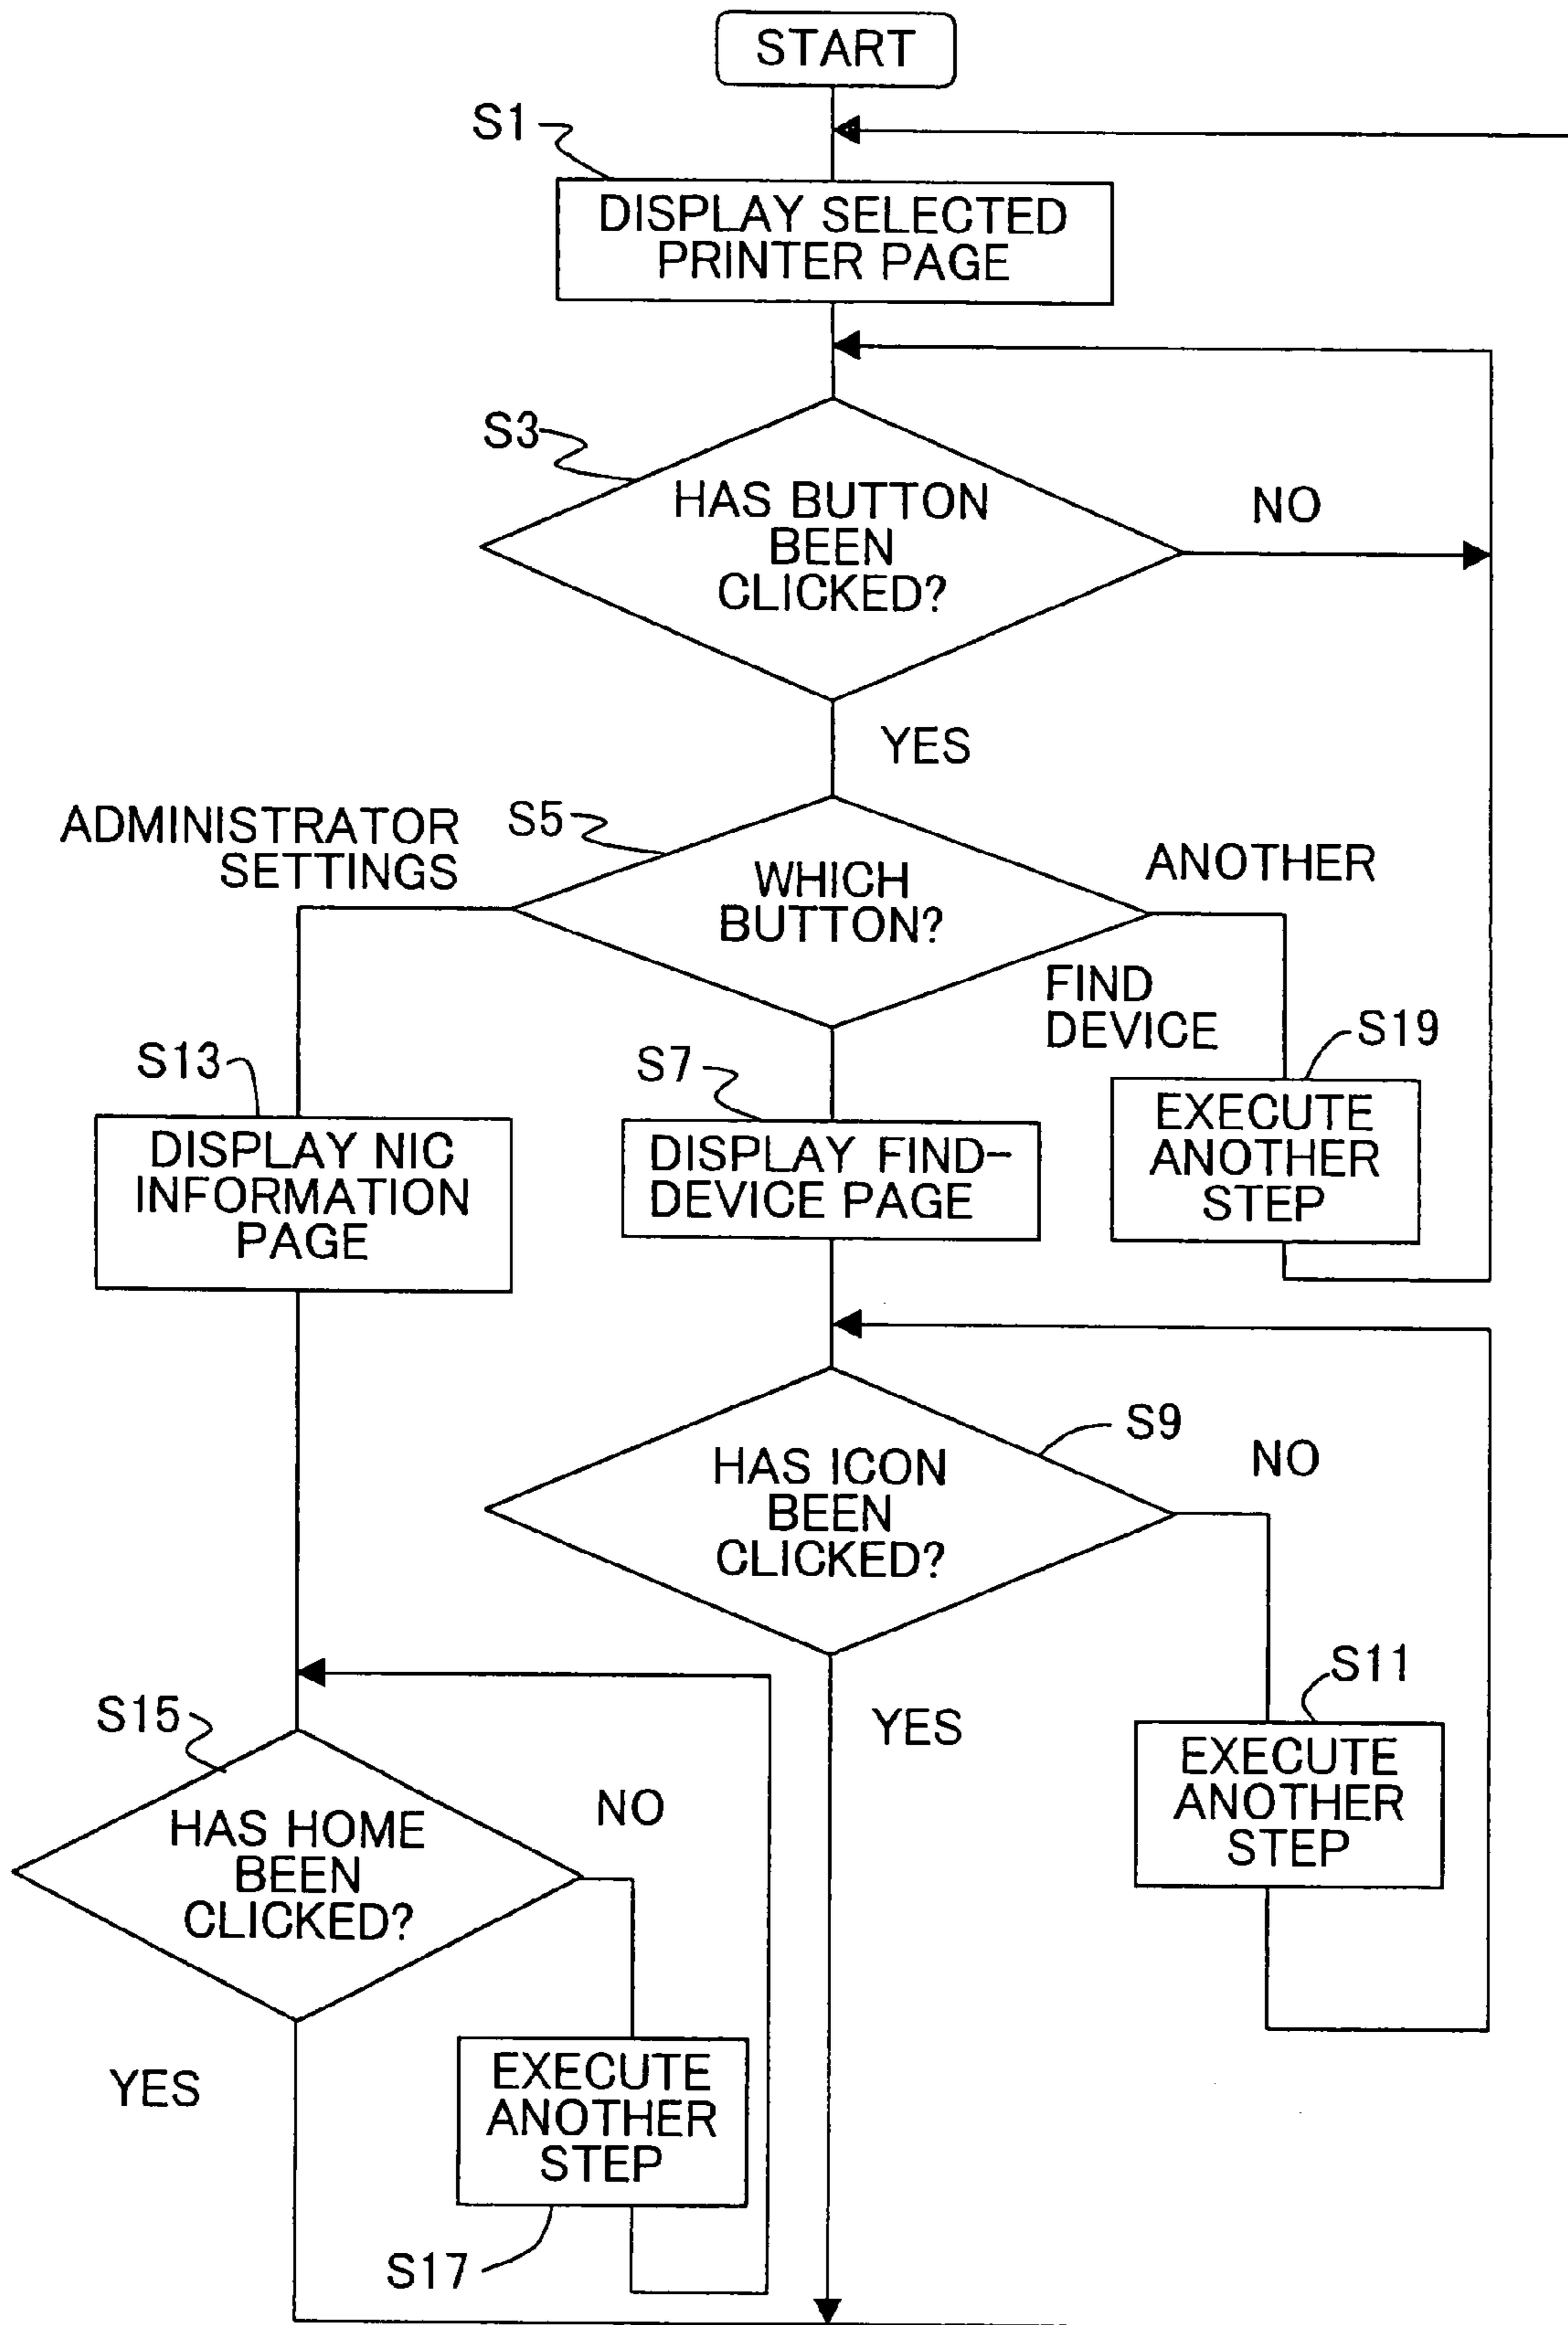 START
S1
DISPLAY SELECTED
PRINTER PAGE
S3
HAS BUTTON
BEEN
CLICKED?
NO
YES
ADMINISTRATOR
SETTINGS
S5
WHICH
BUTTON?
ANOTHER
FIND
DEVICE
S19
EXECUTE
ANOTHER
STEP
S13
DISPLAY NIC
INFORMATION
PAGE
S7
DISPLAY FIND-
DEVICE PAGE
S9
HAS ICON
BEEN
CLICKED?
NO
YES
S11
EXECUTE
ANOTHER
STEP
S15
HAS HOME
BEEN
CLICKED?
NO
YES
EXECUTE
ANOTHER
STEP
S17